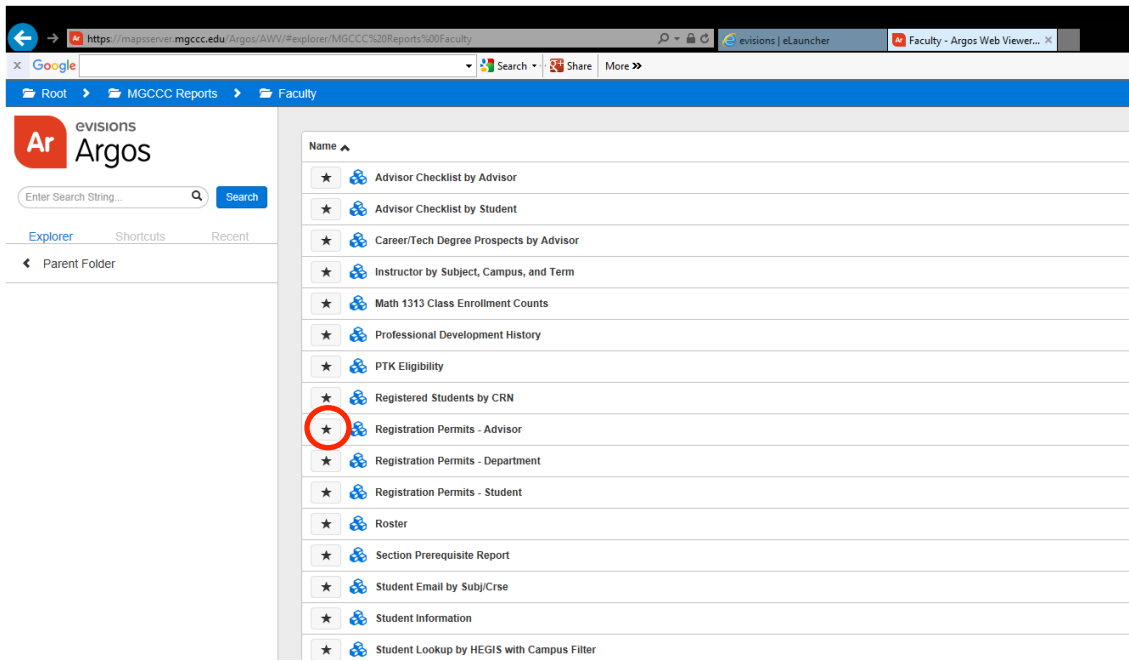 https://mapsserver.mgccc.edu/Argos/AWV/#explorer/MGCCC%20Reports%00Faculty
evisions | eLauncher
Ar Faculty - Argos Web Viewer... ×
x Google Search Share More »
Root > MGCCC Reports > Faculty
Ar evisions Argos
Enter Search String... Search
Explorer Shortcuts Recent
Parent Folder
Name
Advisor Checklist by Advisor
Advisor Checklist by Student
Career/Tech Degree Prospects by Advisor
Instructor by Subject, Campus, and Term
Math 1313 Class Enrollment Counts
Professional Development History
PTK Eligibility
Registered Students by CRN
Registration Permits - Advisor
Registration Permits - Department
Registration Permits - Student
Roster
Section Prerequisite Report
Student Email by Subj/Crse
Student Information
Student Lookup by HEGIS with Campus Filter